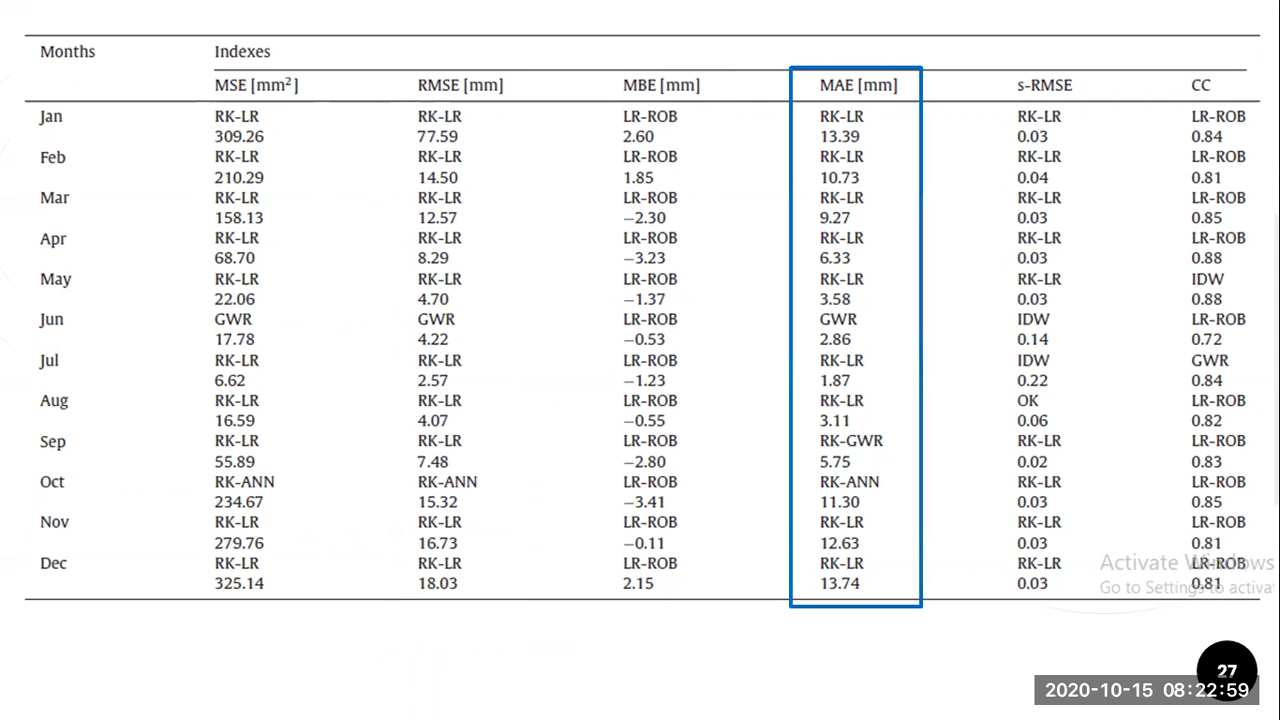 Months Indexes
MSE [mm²] RMSE [mm] MBE [mm] MAE [mm] s-RMSE CC
Jan RK-LR RK-LR LR-ROB RK-LR RK-LR LR-ROB
309.26 77.59 2.60 13.39 0.03 0.84
Feb RK-LR RK-LR LR-ROB RK-LR RK-LR LR-ROB
210.29 14.50 1.85 10.73 0.04 0.81
Mar RK-LR RK-LR LR-ROB RK-LR RK-LR LR-ROB
158.13 12.57 −2.30 9.27 0.03 0.85
Apr RK-LR RK-LR LR-ROB RK-LR RK-LR LR-ROB
68.70 8.29 −3.23 6.33 0.03 0.88
May RK-LR RK-LR LR-ROB RK-LR RK-LR IDW
22.06 4.70 −1.37 3.58 0.03 0.88
Jun GWR GWR LR-ROB GWR IDW LR-ROB
17.78 4.22 −0.53 2.86 0.14 0.72
Jul RK-LR RK-LR LR-ROB RK-LR IDW GWR
6.62 2.57 −1.23 1.87 0.22 0.84
Aug RK-LR RK-LR LR-ROB RK-LR OK LR-ROB
16.59 4.07 −0.55 3.11 0.06 0.82
Sep RK-LR RK-LR LR-ROB RK-GWR RK-LR LR-ROB
55.89 7.48 −2.80 5.75 0.02 0.83
Oct RK-ANN RK-ANN LR-ROB RK-ANN RK-LR LR-ROB
234.67 15.32 −3.41 11.30 0.03 0.85
Nov RK-LR RK-LR LR-ROB RK-LR RK-LR LR-ROB
279.76 16.73 −0.11 12.63 0.03 0.81
Dec RK-LR RK-LR LR-ROB RK-LR RK-LR LR-ROB
325.14 18.03 2.15 13.74 0.03 0.81
Activate Windows
Go to Settings to activa
27
2020-10-15 08:22:59